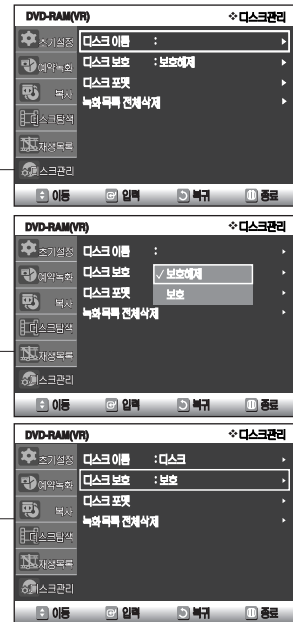 DVD-RAM(VR) ❖디스크관리
초기설정 디스크 이름 :
예약녹화 디스크 보호 :보호해제
복사 디스크 포맷
디스크탐색 녹화목록 전체삭제
재생목록
디스크관리
이동 입력 복귀 종료
DVD-RAM(VR) ❖디스크관리
초기설정 디스크 이름 :
예약녹화 디스크 보호 ✓보호해제
복사 디스크 포맷 보호
디스크탐색 녹화목록 전체삭제
재생목록
디스크관리
이동 입력 복귀 종료
DVD-RAM(VR) ❖디스크관리
초기설정 디스크 이름 :디스크
예약녹화 디스크 보호 :보호
복사 디스크 포맷
디스크탐색 녹화목록 전체삭제
재생목록
디스크관리
이동 입력 복귀 종료